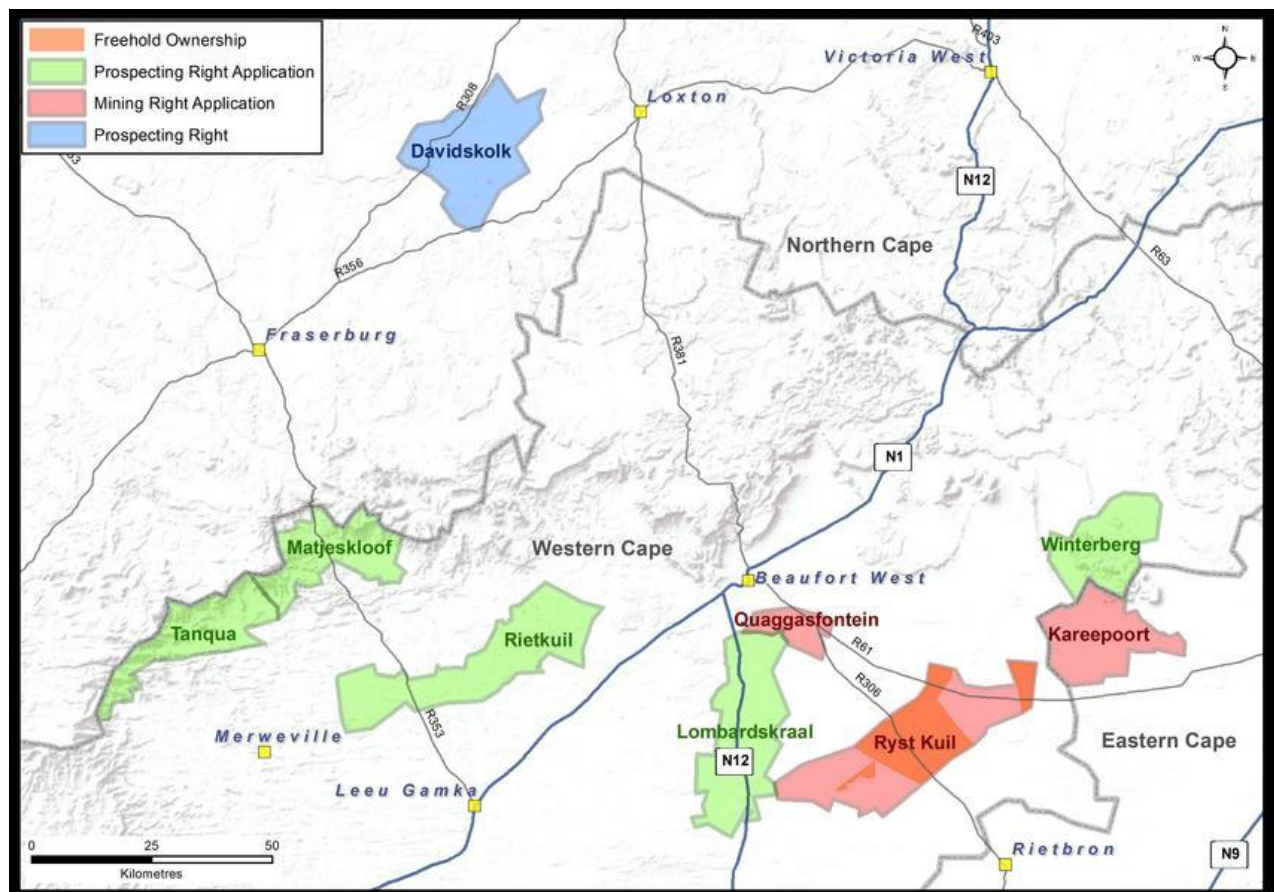 Freehold Ownership
Prospecting Right Application
Mining Right Application
Prospecting Right
R403
N
W E
S
Victoria West
Loxton
R308
Davidskolk
N12
Northern Cape
R63
R356
Fraserburg
R381
N1
Matjeskloof
Western Cape
Winterberg
Beaufort West
Quaggasfontein
Tanqua
Rietkuil
Kareepoort
R61
R306
R353
Merweville
Lombardskraal
Ryst Kuil
Eastern Cape
N12
Leeu Gamka
Rietbron
N9
0 25 50
Kilometres